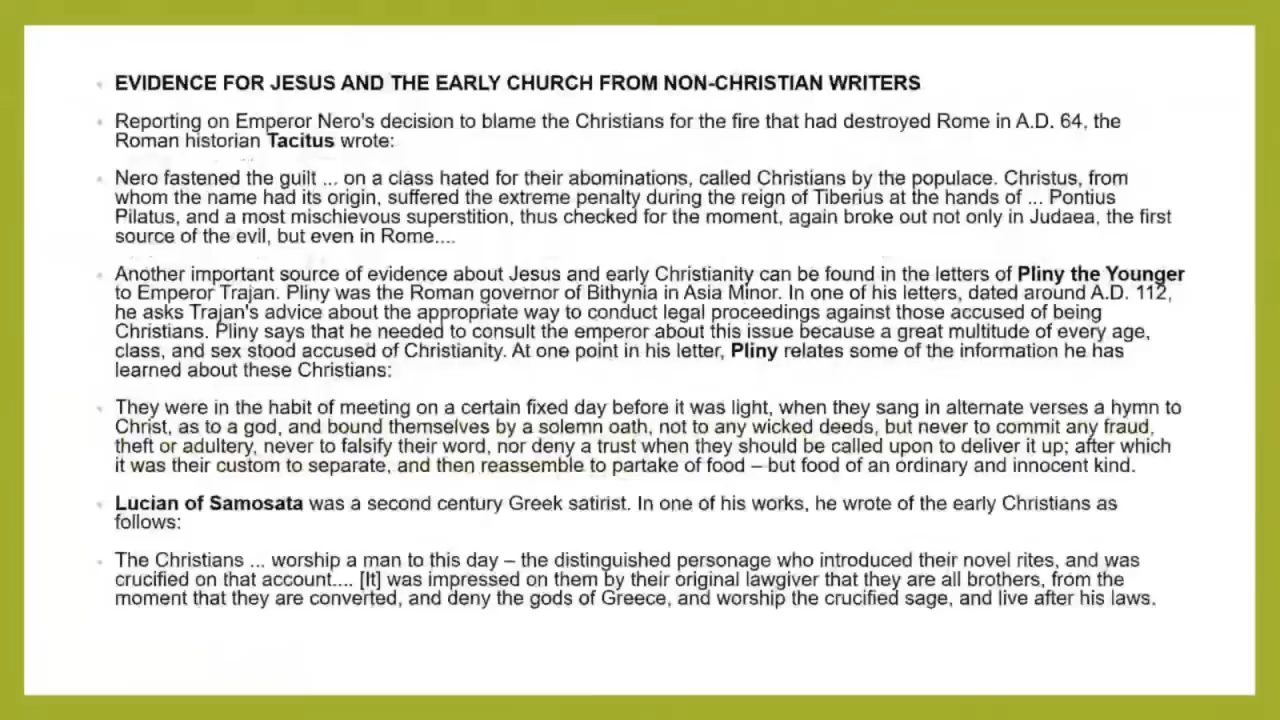 EVIDENCE FOR JESUS AND THE EARLY CHURCH FROM NON-CHRISTIAN WRITERS
Reporting on Emperor Nero's decision to blame the Christians for the fire that had destroyed Rome in A.D. 64, the
Roman historian Tacitus wrote:
Nero fastened the guilt ... on a class hated for their abominations, called Christians by the populace. Christus, from
whom the name had its origin, suffered the extreme penalty during the reign of Tiberius at the hands of ... Pontius
Pilatus, and a most mischievous superstition, thus checked for the moment, again broke out not only in Judaea, the first
source of the evil, but even in Rome....
Another important source of evidence about Jesus and early Christianity can be found in the letters of Pliny the Younger
to Emperor Trajan. Pliny was the Roman governor of Bithynia in Asia Minor. In one of his letters, dated around A.D. 112,
he asks Trajan's advice about the appropriate way to conduct legal proceedings against those accused of being
Christians. Pliny says that he needed to consult the emperor about this issue because a great multitude of every age,
class, and sex stood accused of Christianity. At one point in his letter, Pliny relates some of the information he has
learned about these Christians:
They were in the habit of meeting on a certain fixed day before it was light, when they sang in alternate verses a hymn to
Christ, as to a god, and bound themselves by a solemn oath, not to any wicked deeds, but never to commit any fraud,
theft or adultery, never to falsify their word, nor deny a trust when they should be called upon to deliver it up; after which
it was their custom to separate, and then reassemble to partake of food – but food of an ordinary and innocent kind.
Lucian of Samosata was a second century Greek satirist. In one of his works, he wrote of the early Christians as
follows:
The Christians ... worship a man to this day – the distinguished personage who introduced their novel rites, and was
crucified on that account.... [It] was impressed on them by their original lawgiver that they are all brothers, from the
moment that they are converted, and deny the gods of Greece, and worship the crucified sage, and live after his laws.